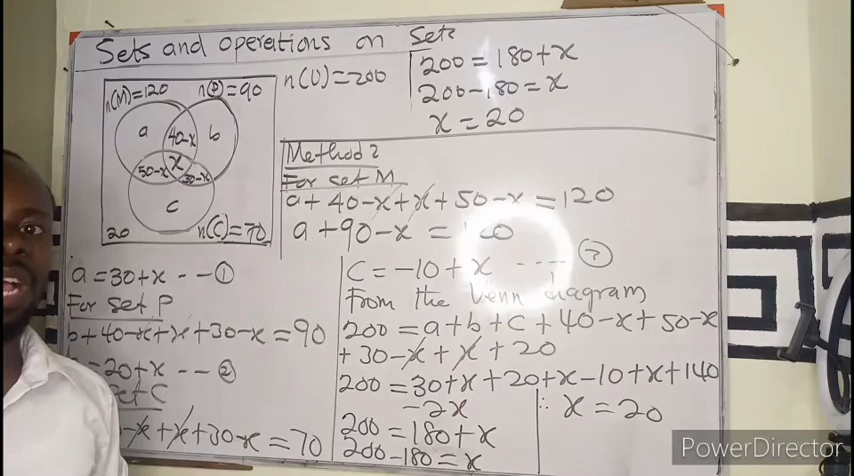 Sets and operations on Sets
n(M)=120
n(P)=90
n(U)=200
a
40-x
b
50-x
x
30-x
c
20
n(C)=70
200=180+x
200-180=x
x=20
Method 2
For set M
a+40-x+x+50-x=120
a+90-x=
a=30+x ---①
For set P
b+40-x+x+30-x=90
=20+x --②
set C
-x+x+30-x=70
C=-10+x ----③
From the Venn diagram
200=a+b+c+40-x+50-x
+30-x+x+20
200=30+x+20+x-10+x+140
-2x
200=180+x
200-180=x
∴ x=20
PowerDirector